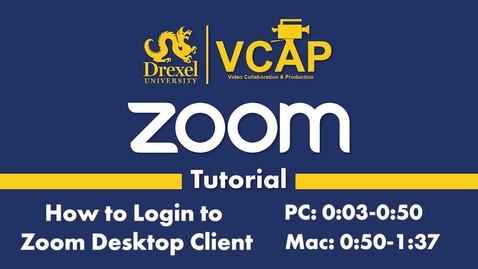 Drexel
UNIVERSITY
VCAP
Video Collaboration & Production
zoom
Tutorial
How to Login to
Zoom Desktop Client
PC: 0:03-0:50
Mac: 0:50-1:37